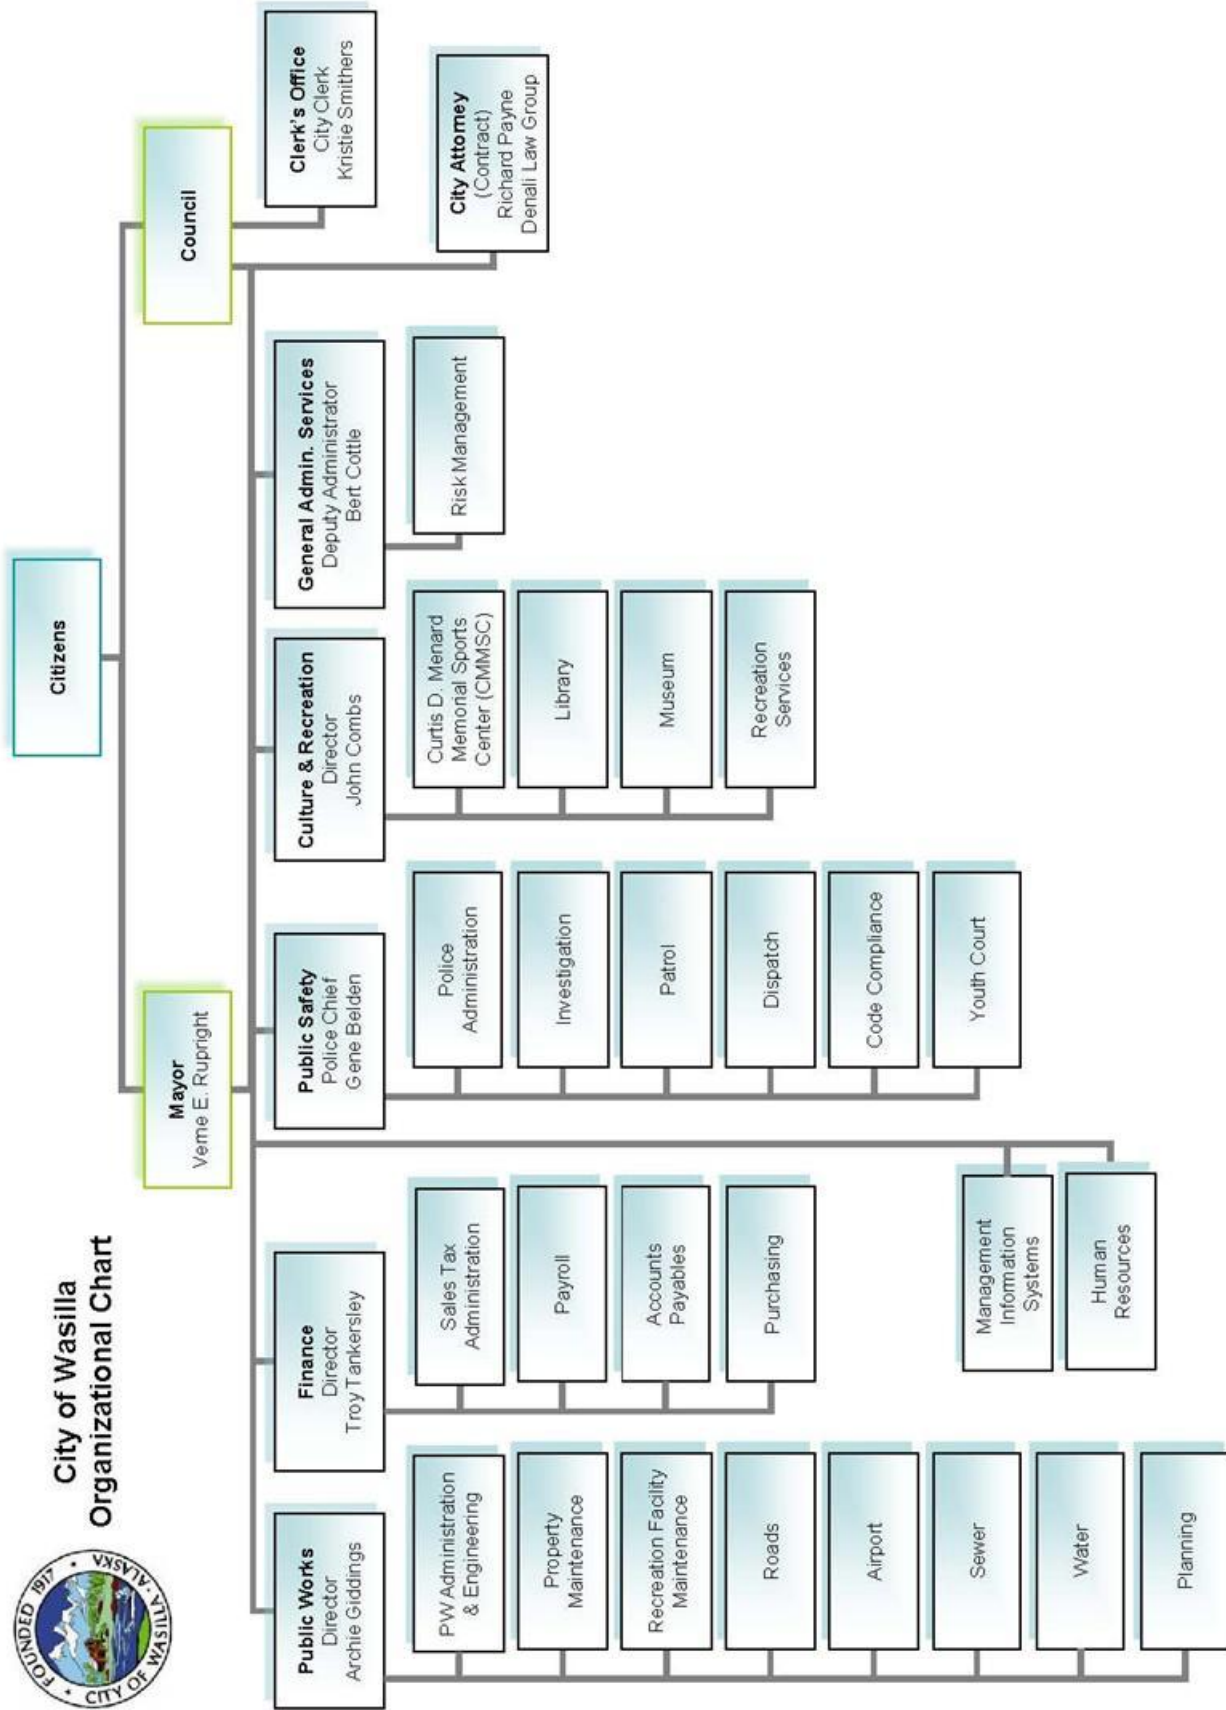 City of Wasilla
Organizational Chart
FOUNDED 1917
CITY OF WASILLA, ALASKA
Citizens
Mayor
Verne E. Rupright
Council
Clerk's Office
City Clerk
Kristie Smithers
City Attorney
(Contract)
Richard Payne
Denali Law Group
Public Works
Director
Archie Giddings
PW Administration
& Engineering
Property
Maintenance
Recreation Facility
Maintenance
Roads
Airport
Sewer
Water
Planning
Finance
Director
Troy Tankersley
Sales Tax
Administration
Payroll
Accounts
Payables
Purchasing
Management
Information
Systems
Human
Resources
Public Safety
Police Chief
Gene Belden
Police
Administration
Investigation
Patrol
Dispatch
Code Compliance
Youth Court
Culture & Recreation
Director
John Combs
Curtis D. Menard
Memorial Sports
Center (CMMSC)
Library
Museum
Recreation
Services
General Admin. Services
Deputy Administrator
Bert Cottle
Risk Management